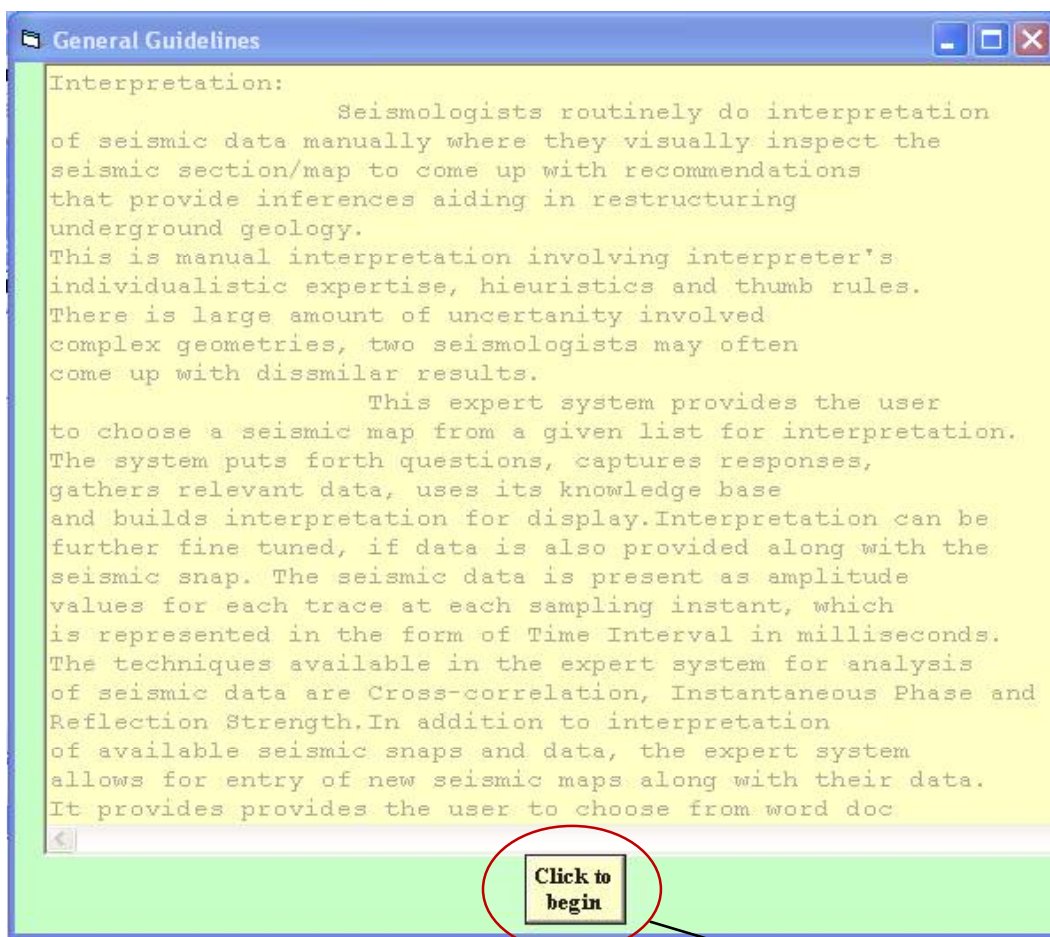 General Guidelines
Interpretation:
Seismologists routinely do interpretation
of seismic data manually where they visually inspect the
seismic section/map to come up with recommendations
that provide inferences aiding in restructuring
underground geology.
This is manual interpretation involving interpreter's
individualistic expertise, hieuristics and thumb rules.
There is large amount of uncertanity involved
complex geometries, two seismologists may often
come up with dissmilar results.
This expert system provides the user
to choose a seismic map from a given list for interpretation.
The system puts forth questions, captures responses,
gathers relevant data, uses its knowledge base
and builds interpretation for display.Interpretation can be
further fine tuned, if data is also provided along with the
seismic snap. The seismic data is present as amplitude
values for each trace at each sampling instant, which
is represented in the form of Time Interval in milliseconds.
The techniques available in the expert system for analysis
of seismic data are Cross-correlation, Instantaneous Phase and
Reflection Strength.In addition to interpretation
of available seismic snaps and data, the expert system
allows for entry of new seismic maps along with their data.
It provides provides the user to choose from word doc
Click to
begin